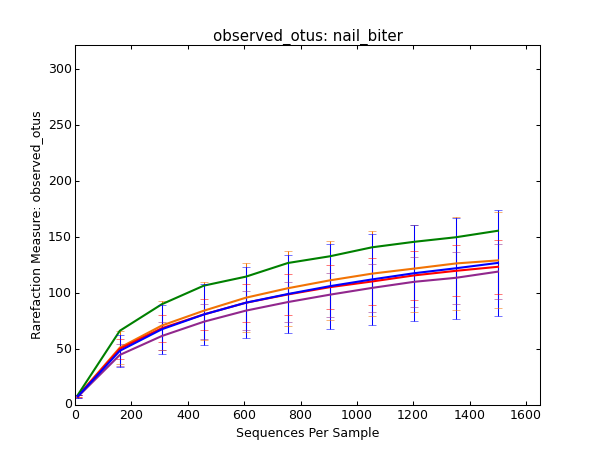 observed_otus: nail_biter
300
250
200
150
100
50
0
Rarefaction Measure: observed_otus
0 200 400 600 800 1000 1200 1400 1600
Sequences Per Sample